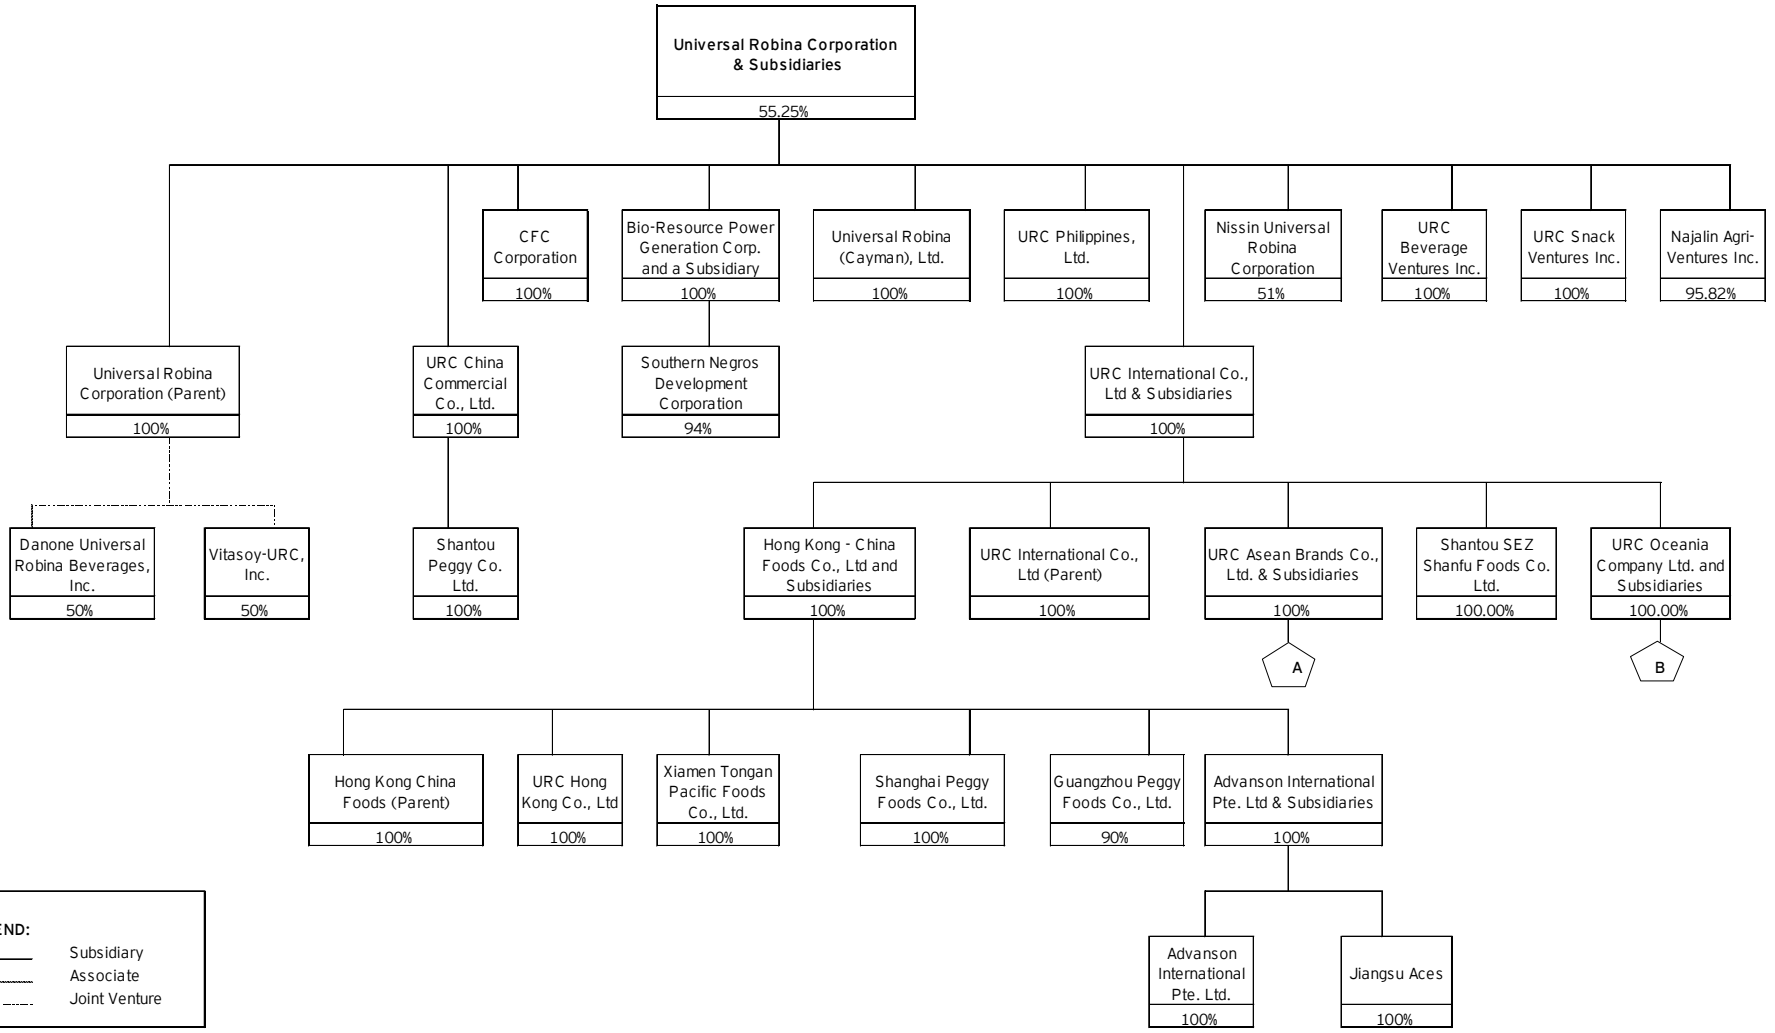 Universal Robina Corporation
& Subsidiaries
55.25%
CFC
Corporation
100%
Bio-Resource Power
Generation Corp.
and a Subsidiary
100%
Universal Robina
(Cayman), Ltd.
100%
URC Philippines,
Ltd.
100%
Nissin Universal
Robina
Corporation
51%
URC
Beverage
Ventures Inc.
100%
URC Snack
Ventures Inc.
100%
Najalin Agri-
Ventures Inc.
95.82%
Universal Robina
Corporation (Parent)
100%
URC China
Commercial
Co., Ltd.
100%
Southern Negros
Development
Corporation
94%
URC International Co.,
Ltd & Subsidiaries
100%
Danone Universal
Robina Beverages,
Inc.
50%
Vitasoy-URC,
Inc.
50%
Shantou
Peggy Co.
Ltd.
100%
Hong Kong - China
Foods Co., Ltd and
Subsidiaries
100%
URC International Co.,
Ltd (Parent)
100%
URC Asean Brands Co.,
Ltd. & Subsidiaries
100%
Shantou SEZ
Shanfu Foods Co.
Ltd.
100.00%
URC Oceania
Company Ltd. and
Subsidiaries
100.00%
A
B
Hong Kong China
Foods (Parent)
100%
URC Hong
Kong Co., Ltd
100%
Xiamen Tongan
Pacific Foods
Co., Ltd.
100%
Shanghai Peggy
Foods Co., Ltd.
100%
Guangzhou Peggy
Foods Co., Ltd.
90%
Advanson International
Pte. Ltd & Subsidiaries
100%
Advanson
International
Pte. Ltd.
100%
Jiangsu Aces
100%
END:
Subsidiary
Associate
Joint Venture